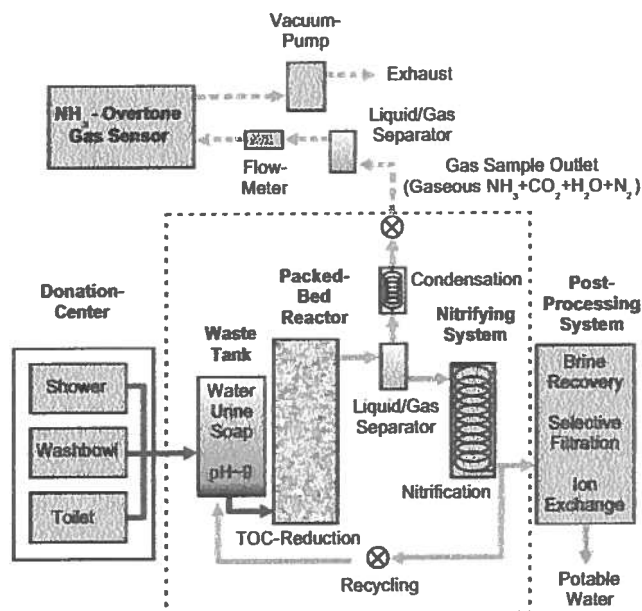 Vacuum-
Pump
Exhaust
NH3 - Overtone
Gas Sensor
Liquid/Gas
Separator
Flow-
Meter
Gas Sample Outlet
(Gaseous NH3+CO2+H2O+N2)
Donation-
Center
Shower
Washbowl
Toilet
Waste
Tank
Water
Urine
Soap
pH~9
Packed-
Bed
Reactor
TOC-Reduction
Condensation
Liquid/Gas
Separator
Nitrifying
System
Nitrification
Recycling
Post-
Processing
System
Brine
Recovery
Selective
Filtration
Ion
Exchange
Potable
Water